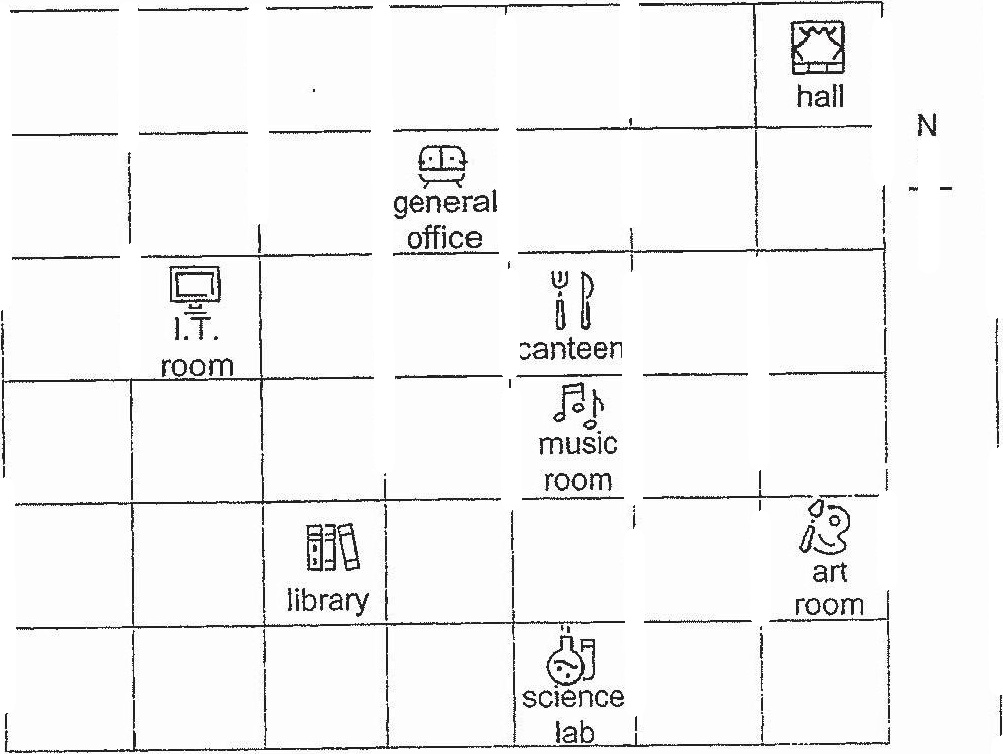 hall
N
general
office
I.T.
room
canteen
music
room
library
art
room
science
lab